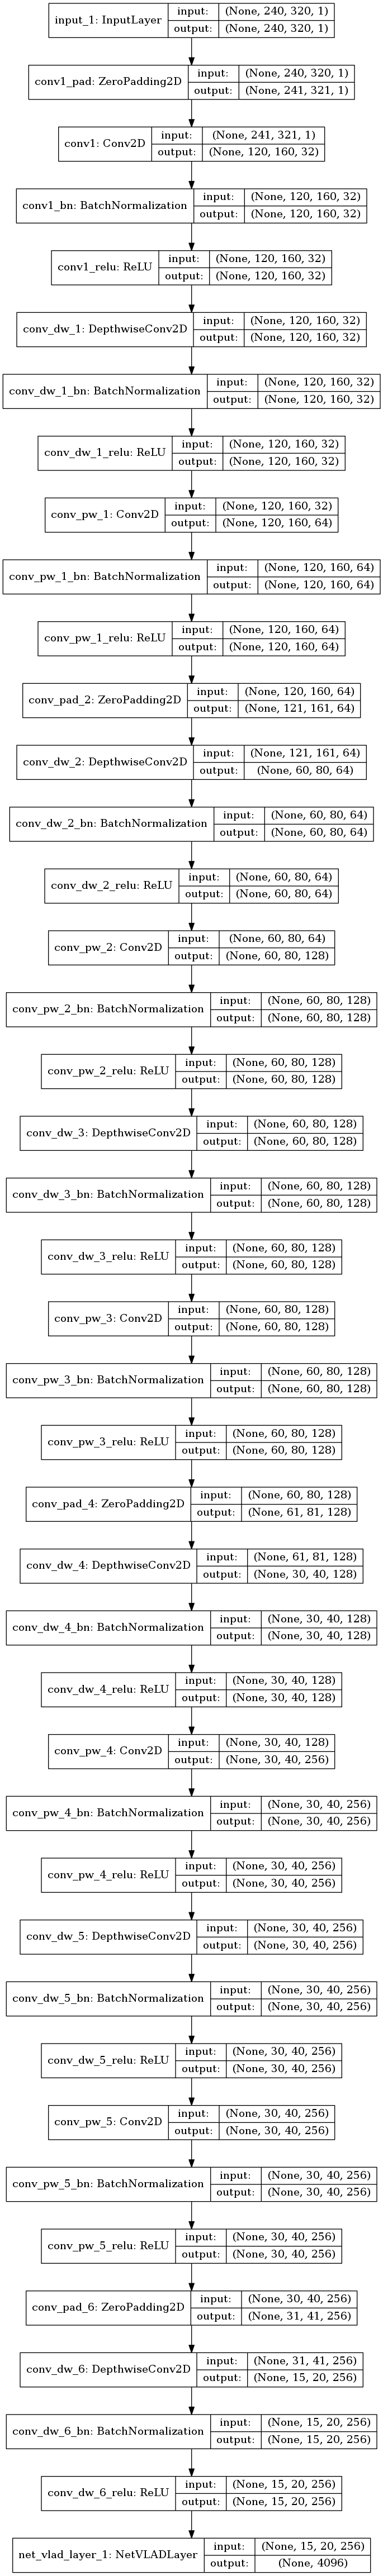 input_1: InputLayer
input: (None, 240, 320, 1)
output: (None, 240, 320, 1)
conv1_pad: ZeroPadding2D
input: (None, 240, 320, 1)
output: (None, 241, 321, 1)
conv1: Conv2D
input: (None, 241, 321, 1)
output: (None, 120, 160, 32)
conv1_bn: BatchNormalization
input: (None, 120, 160, 32)
output: (None, 120, 160, 32)
conv1_relu: ReLU
input: (None, 120, 160, 32)
output: (None, 120, 160, 32)
conv_dw_1: DepthwiseConv2D
input: (None, 120, 160, 32)
output: (None, 120, 160, 32)
conv_dw_1_bn: BatchNormalization
input: (None, 120, 160, 32)
output: (None, 120, 160, 32)
conv_dw_1_relu: ReLU
input: (None, 120, 160, 32)
output: (None, 120, 160, 32)
conv_pw_1: Conv2D
input: (None, 120, 160, 32)
output: (None, 120, 160, 64)
conv_pw_1_bn: BatchNormalization
input: (None, 120, 160, 64)
output: (None, 120, 160, 64)
conv_pw_1_relu: ReLU
input: (None, 120, 160, 64)
output: (None, 120, 160, 64)
conv_pad_2: ZeroPadding2D
input: (None, 120, 160, 64)
output: (None, 121, 161, 64)
conv_dw_2: DepthwiseConv2D
input: (None, 121, 161, 64)
output: (None, 60, 80, 64)
conv_dw_2_bn: BatchNormalization
input: (None, 60, 80, 64)
output: (None, 60, 80, 64)
conv_dw_2_relu: ReLU
input: (None, 60, 80, 64)
output: (None, 60, 80, 64)
conv_pw_2: Conv2D
input: (None, 60, 80, 64)
output: (None, 60, 80, 128)
conv_pw_2_bn: BatchNormalization
input: (None, 60, 80, 128)
output: (None, 60, 80, 128)
conv_pw_2_relu: ReLU
input: (None, 60, 80, 128)
output: (None, 60, 80, 128)
conv_dw_3: DepthwiseConv2D
input: (None, 60, 80, 128)
output: (None, 60, 80, 128)
conv_dw_3_bn: BatchNormalization
input: (None, 60, 80, 128)
output: (None, 60, 80, 128)
conv_dw_3_relu: ReLU
input: (None, 60, 80, 128)
output: (None, 60, 80, 128)
conv_pw_3: Conv2D
input: (None, 60, 80, 128)
output: (None, 60, 80, 128)
conv_pw_3_bn: BatchNormalization
input: (None, 60, 80, 128)
output: (None, 60, 80, 128)
conv_pw_3_relu: ReLU
input: (None, 60, 80, 128)
output: (None, 60, 80, 128)
conv_pad_4: ZeroPadding2D
input: (None, 60, 80, 128)
output: (None, 61, 81, 128)
conv_dw_4: DepthwiseConv2D
input: (None, 61, 81, 128)
output: (None, 30, 40, 128)
conv_dw_4_bn: BatchNormalization
input: (None, 30, 40, 128)
output: (None, 30, 40, 128)
conv_dw_4_relu: ReLU
input: (None, 30, 40, 128)
output: (None, 30, 40, 128)
conv_pw_4: Conv2D
input: (None, 30, 40, 128)
output: (None, 30, 40, 256)
conv_pw_4_bn: BatchNormalization
input: (None, 30, 40, 256)
output: (None, 30, 40, 256)
conv_pw_4_relu: ReLU
input: (None, 30, 40, 256)
output: (None, 30, 40, 256)
conv_dw_5: DepthwiseConv2D
input: (None, 30, 40, 256)
output: (None, 30, 40, 256)
conv_dw_5_bn: BatchNormalization
input: (None, 30, 40, 256)
output: (None, 30, 40, 256)
conv_dw_5_relu: ReLU
input: (None, 30, 40, 256)
output: (None, 30, 40, 256)
conv_pw_5: Conv2D
input: (None, 30, 40, 256)
output: (None, 30, 40, 256)
conv_pw_5_bn: BatchNormalization
input: (None, 30, 40, 256)
output: (None, 30, 40, 256)
conv_pw_5_relu: ReLU
input: (None, 30, 40, 256)
output: (None, 30, 40, 256)
conv_pad_6: ZeroPadding2D
input: (None, 30, 40, 256)
output: (None, 31, 41, 256)
conv_dw_6: DepthwiseConv2D
input: (None, 31, 41, 256)
output: (None, 15, 20, 256)
conv_dw_6_bn: BatchNormalization
input: (None, 15, 20, 256)
output: (None, 15, 20, 256)
conv_dw_6_relu: ReLU
input: (None, 15, 20, 256)
output: (None, 15, 20, 256)
net_vlad_layer_1: NetVLADLayer
input: (None, 15, 20, 256)
output: (None, 4096)